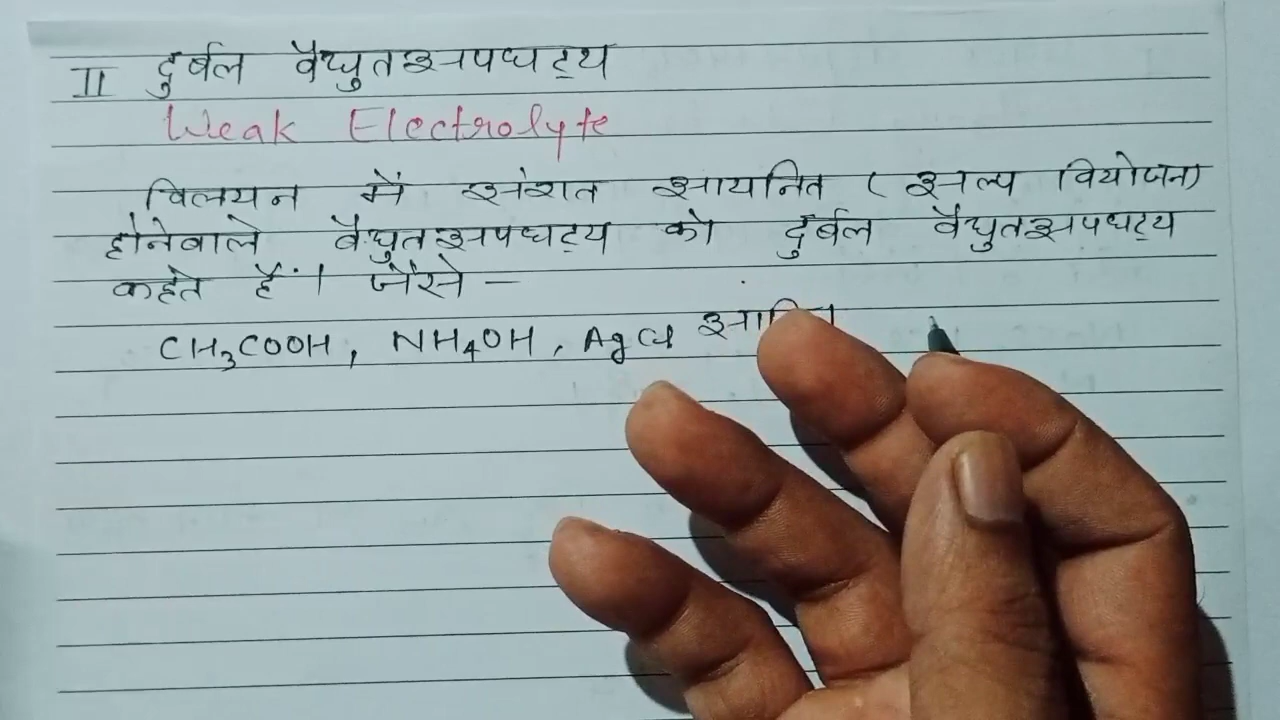 II दुर्बल वैद्युतअपघट्य
Weak Electrolyte
विलयन में अंशत आयनित ( अल्प वियोजन)
होनेवाले वैद्युतअपघट्य को दुर्बल वैद्युतअपघट्य
कहते हैं। जैसे –
CH₃COOH, NH₄OH, AgCl